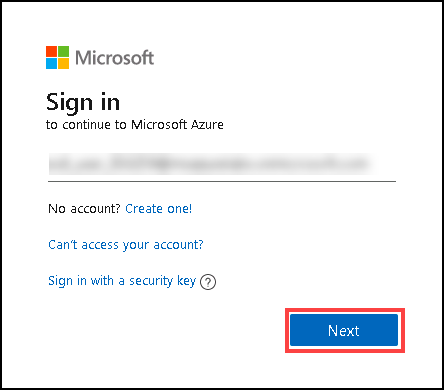 Microsoft
Sign in
to continue to Microsoft Azure
No account? Create one!
Can't access your account?
Sign in with a security key ?
Next